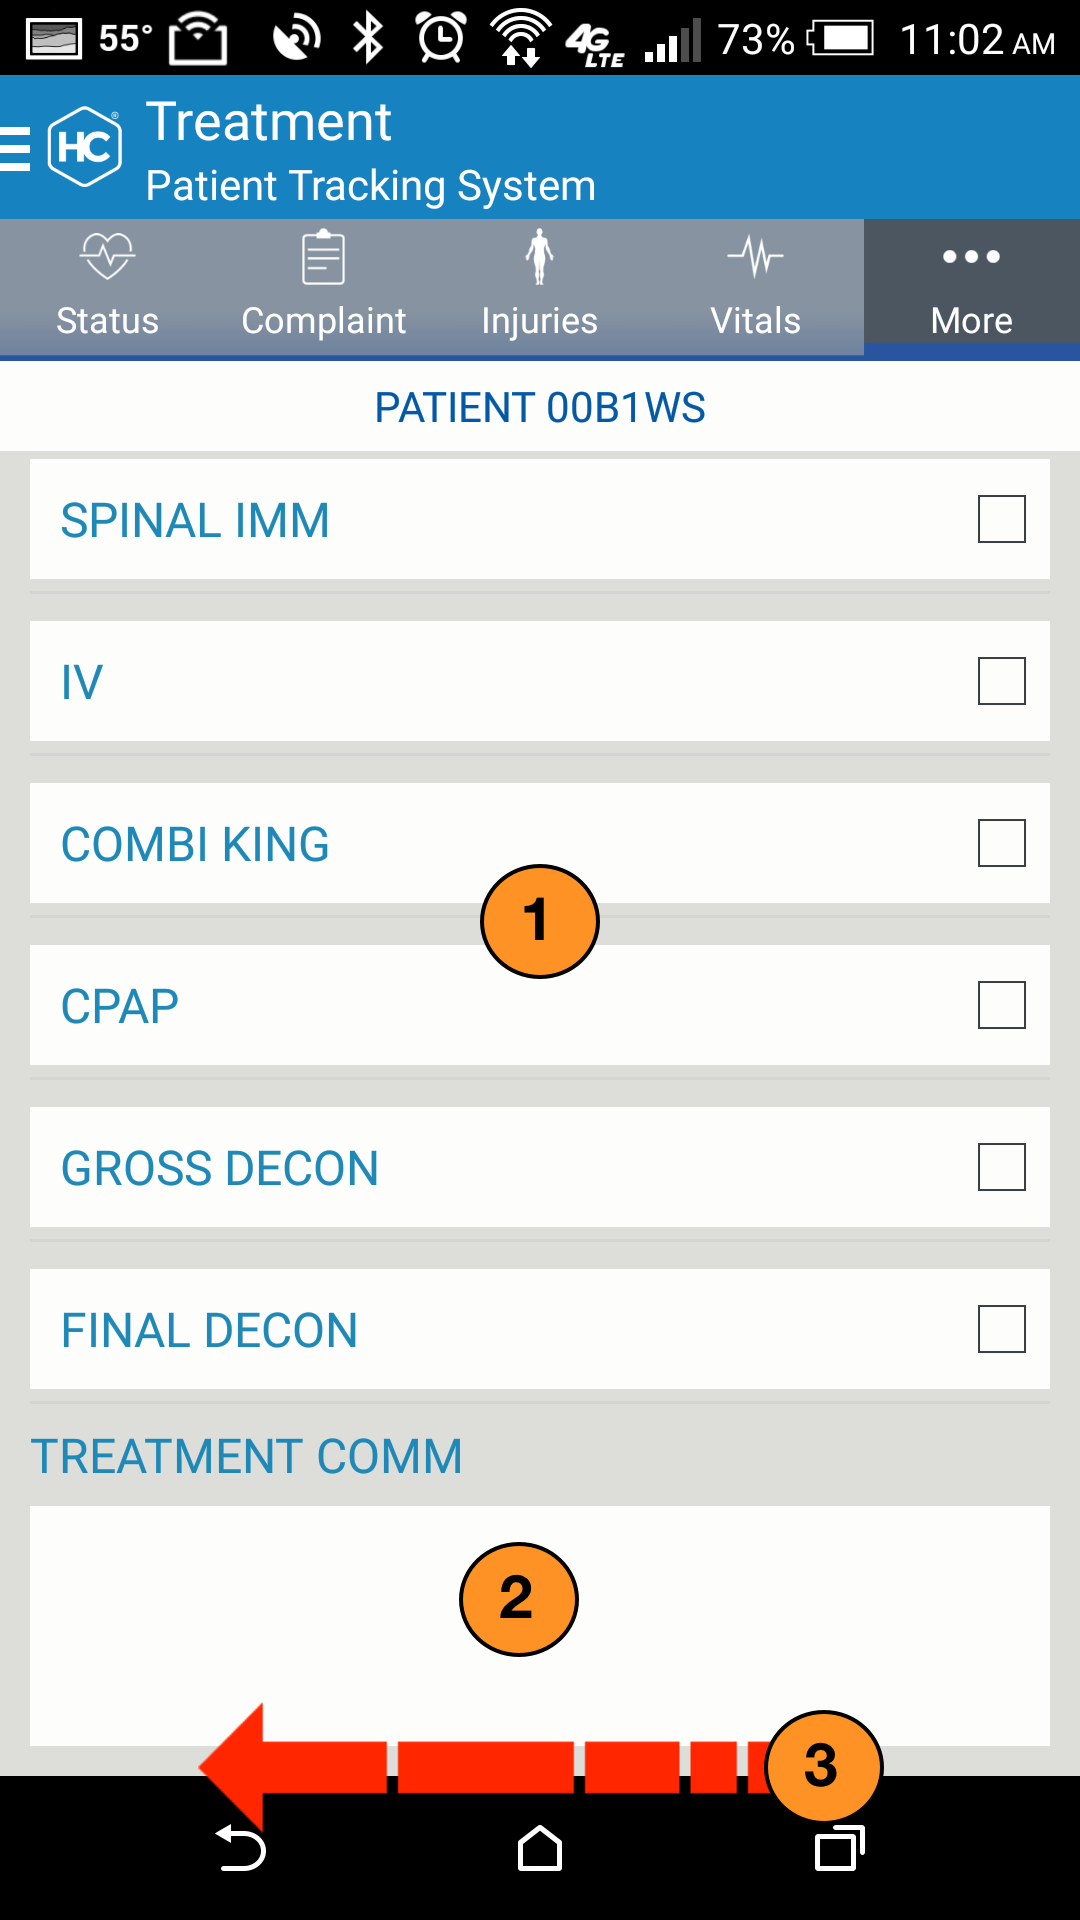 55° 4G LTE 73% 11:02 AM
HC®
Treatment
Patient Tracking System
Status Complaint Injuries Vitals More
PATIENT 00B1WS
SPINAL IMM
IV
COMBI KING
1
CPAP
GROSS DECON
FINAL DECON
TREATMENT COMM
2
3